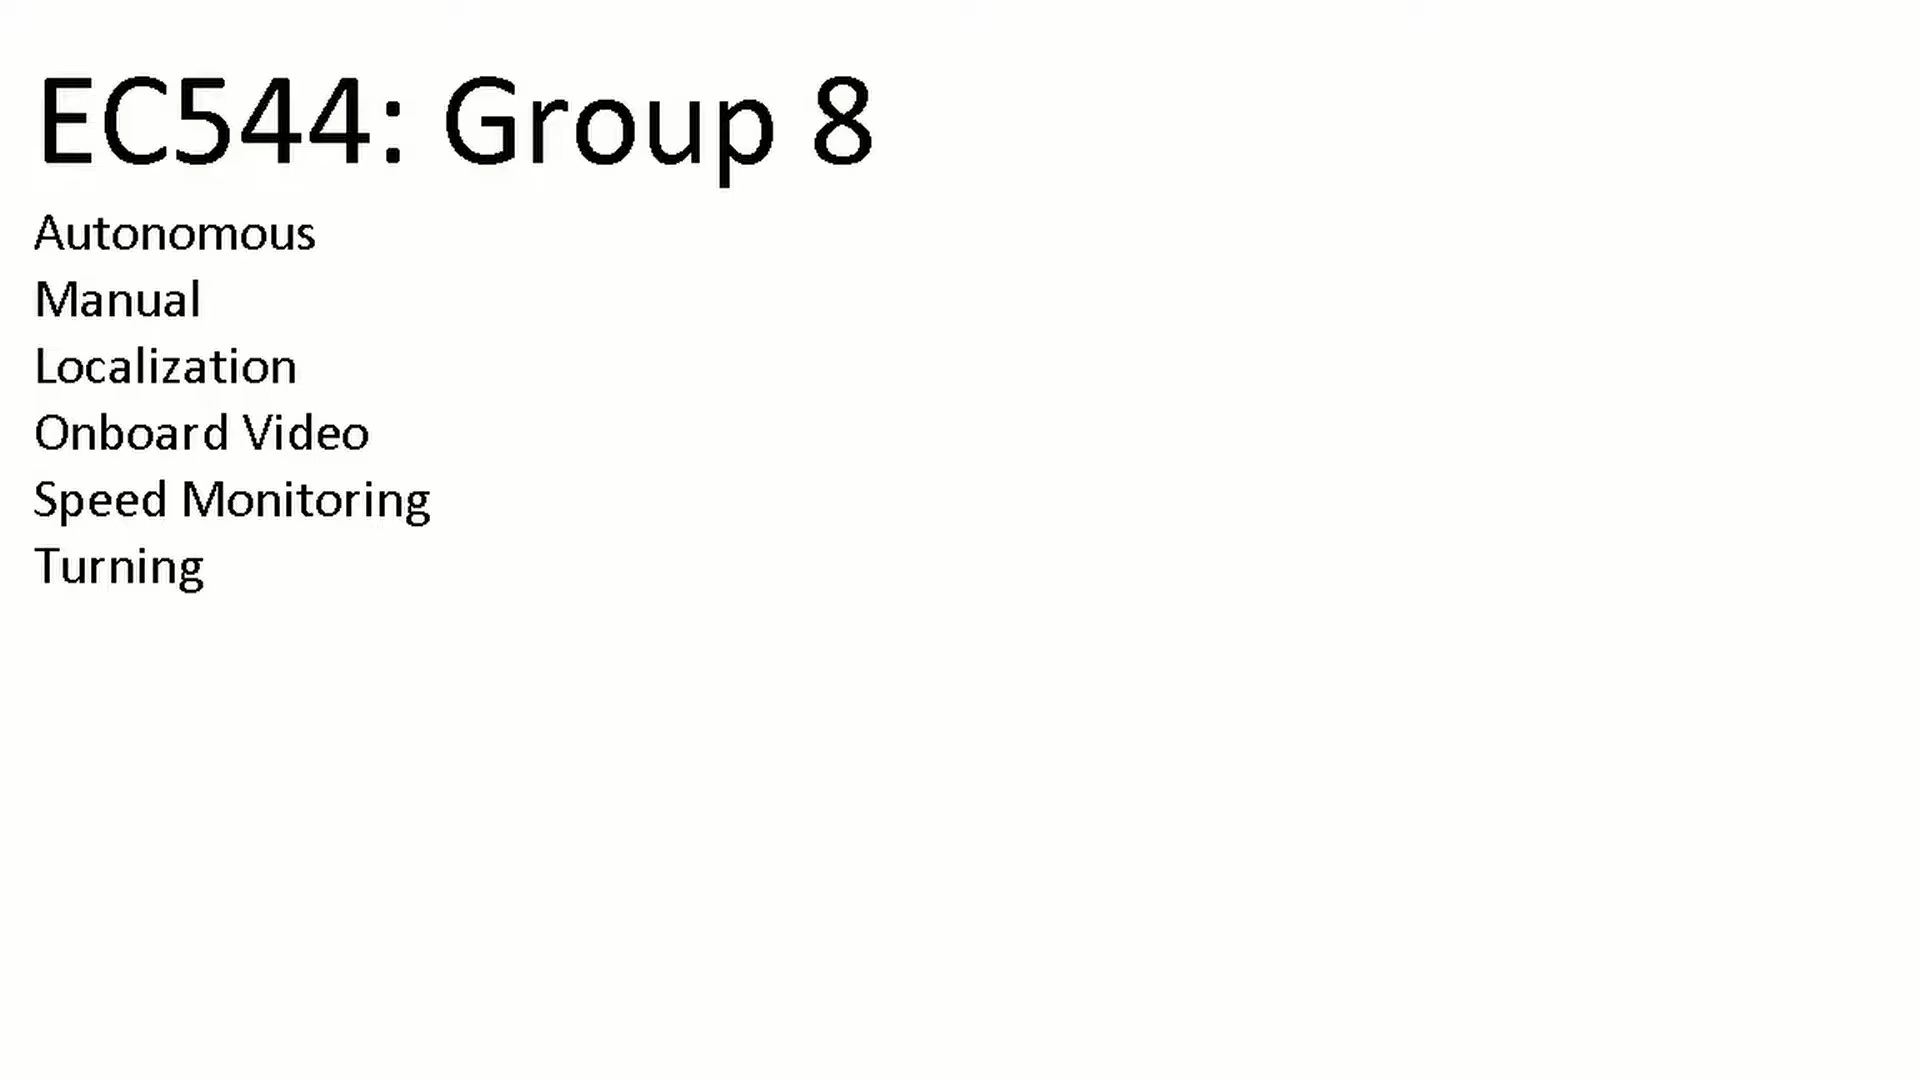 EC544: Group 8
Autonomous
Manual
Localization
Onboard Video
Speed Monitoring
Turning